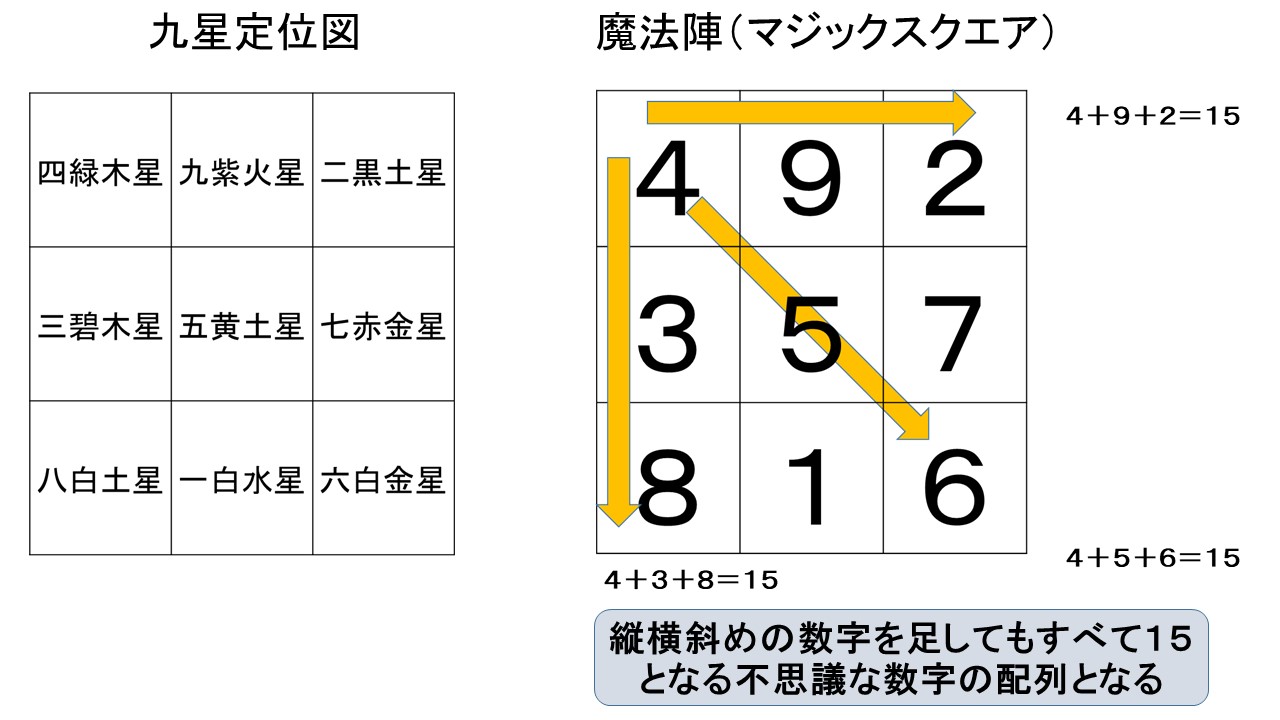 九星定位図
四緑木星 九紫火星 二黒土星
三碧木星 五黄土星 七赤金星
八白土星 一白水星 六白金星
魔法陣（マジックスクエア）
4 9 2
3 5 7
8 1 6
4＋9＋2＝15
4＋5＋6＝15
4＋3＋8＝15
縦横斜めの数字を足してもすべて１５
となる不思議な数字の配列となる